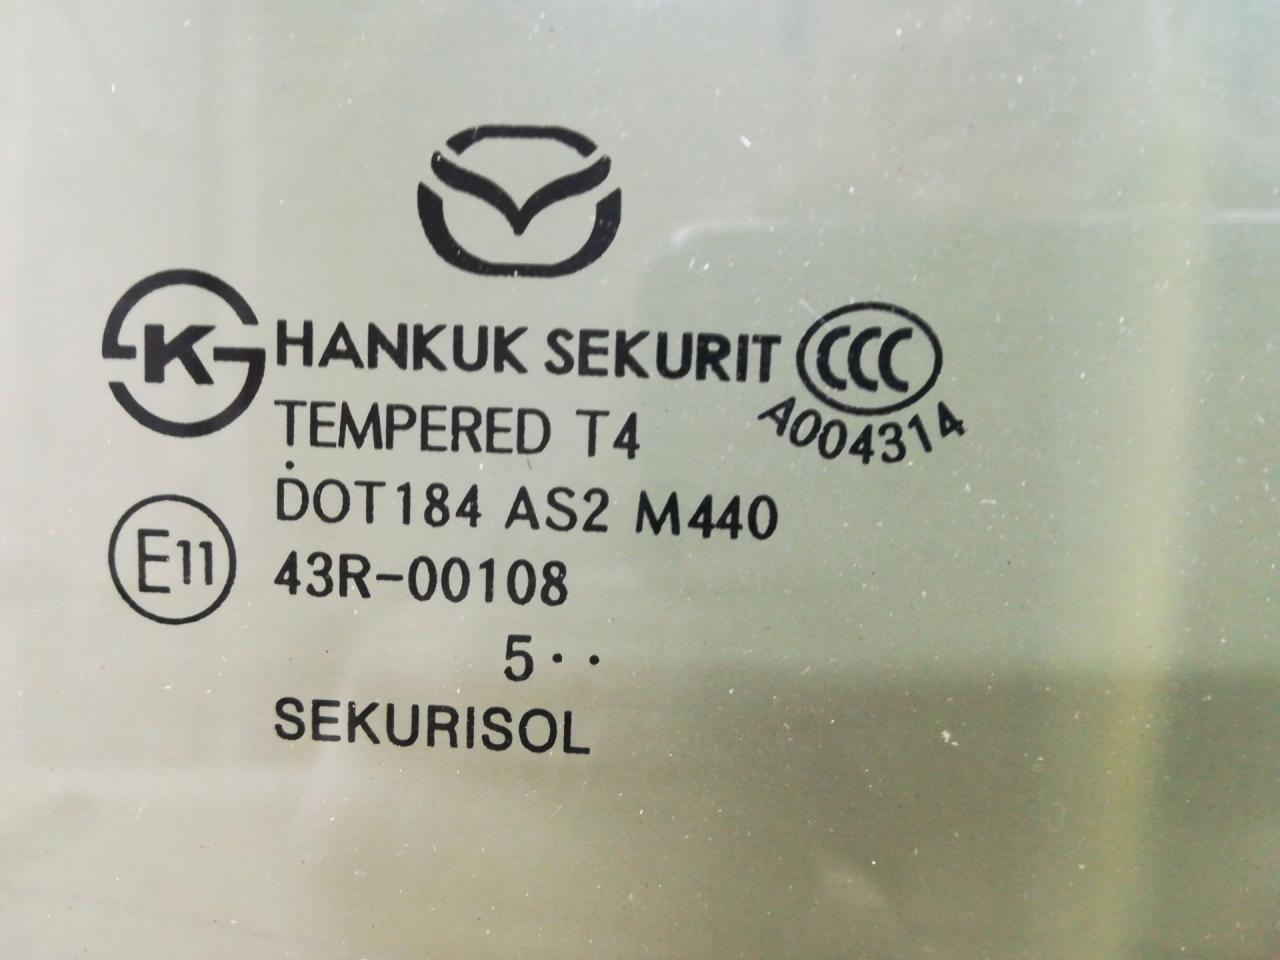 K HANKUK SEKURIT CCC
A004314
TEMPERED T4
DOT184 AS2 M440
E11 43R-00108
5··
SEKURISOL